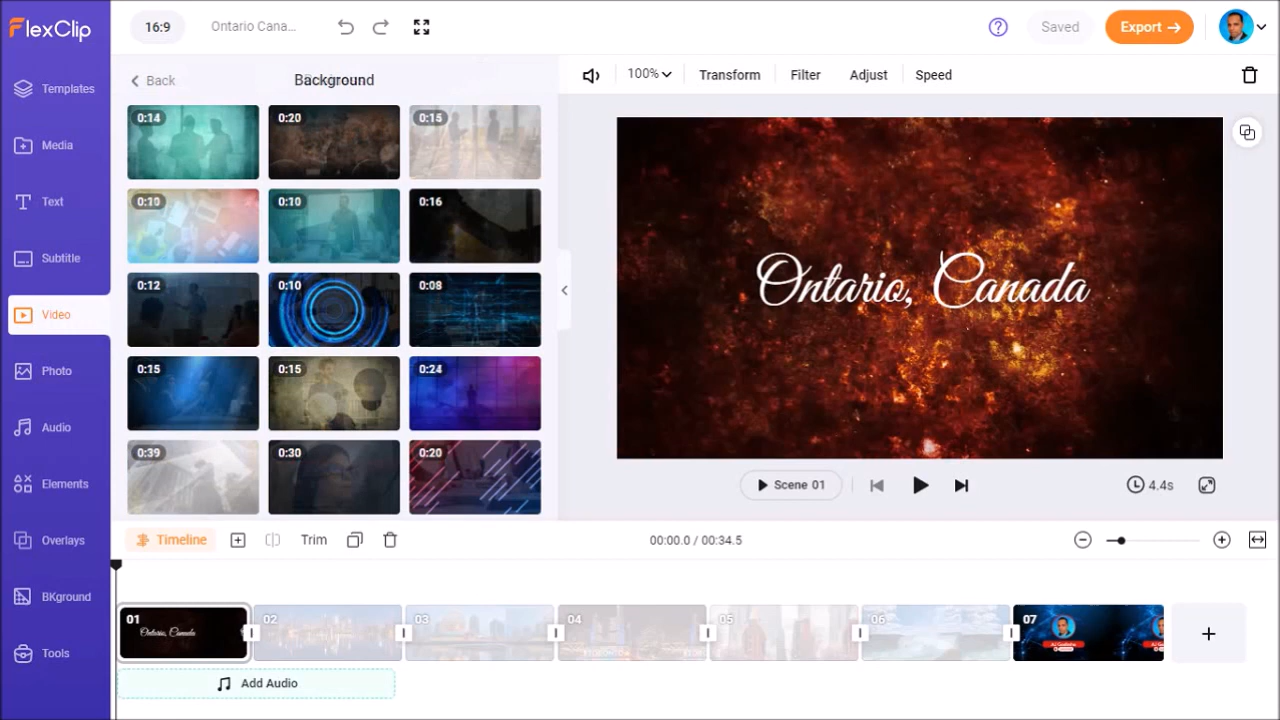 FlexClip
16:9
Ontario Cana...
Saved
Export
Templates
Media
Text
Subtitle
Video
Photo
Audio
Elements
Overlays
BKground
Tools
Back
Background
0:14
0:20
0:15
0:10
0:10
0:16
0:12
0:10
0:08
0:15
0:15
0:24
0:39
0:30
0:20
100%
Transform
Filter
Adjust
Speed
Ontario, Canada
Scene 01
4.4s
Timeline
Trim
00:00.0 / 00:34.5
01
Ontario, Canada
02
03
04
05
06
07
Add Audio